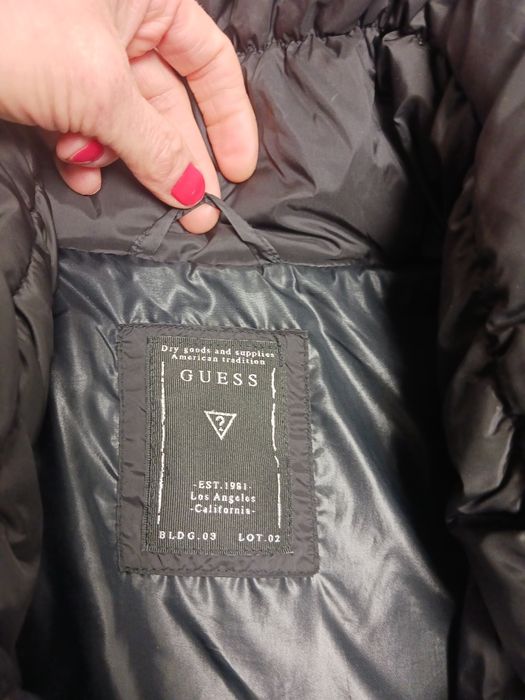 Dry goods and supplies
American tradition
GUESS
?
-EST.1981-
Los Angeles
-California-
BLDG.03 LOT.02